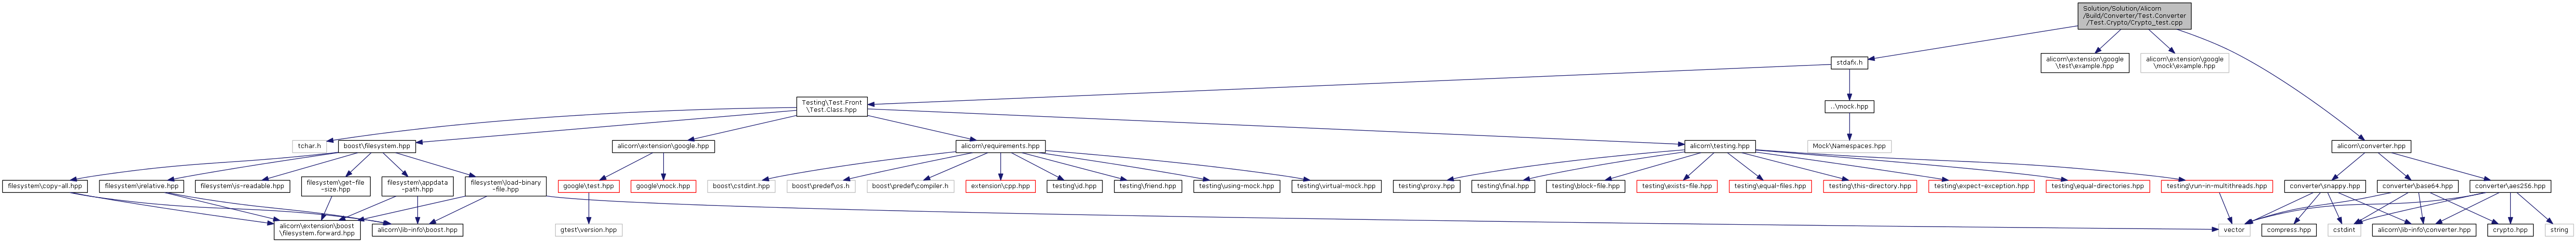 Solution/Solution/Alicorn
/Build/Converter/Test.Converter
/Test.Crypto/Crypto_test.cpp
stdafx.h
alicorn\extension\google
\test\example.hpp
alicorn\extension\google
\mock\example.hpp
Testing\Test.Front
\Test.Class.hpp
..\mock.hpp
tchar.h
boost\filesystem.hpp
alicorn\extension\google.hpp
alicorn\requirements.hpp
alicorn\testing.hpp
Mock\Namespaces.hpp
alicorn\converter.hpp
filesystem\copy-all.hpp
filesystem\relative.hpp
filesystem\is-readable.hpp
filesystem\get-file
-size.hpp
filesystem\appdata
-path.hpp
filesystem\load-binary
-file.hpp
google\test.hpp
google\mock.hpp
boost\cstdint.hpp
boost\predef\os.h
boost\predef\compiler.h
extension\cpp.hpp
testing\d.hpp
testing\friend.hpp
testing\using-mock.hpp
testing\virtual-mock.hpp
testing\proxy.hpp
testing\final.hpp
testing\block-file.hpp
testing\exists-file.hpp
testing\equal-files.hpp
testing\this-directory.hpp
testing\expect-exception.hpp
testing\equal-directories.hpp
testing\run-in-multithreads.hpp
converter\snappy.hpp
converter\base64.hpp
converter\aes256.hpp
alicorn\extension\boost
\filesystem.forward.hpp
alicorn\lib-info\boost.hpp
gtest\version.hpp
vector
compress.hpp
cstdint
alicorn\lib-info\converter.hpp
crypto.hpp
string